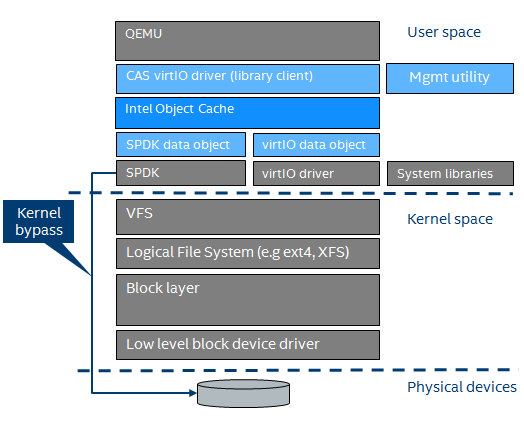 QEMU
User space
CAS virtIO driver (library client)
Mgmt utility
Intel Object Cache
SPDK data object
virtIO data object
SPDK
virtIO driver
System libraries
Kernel
bypass
VFS
Kernel space
Logical File System (e.g ext4, XFS)
Block layer
Low level block device driver
Physical devices